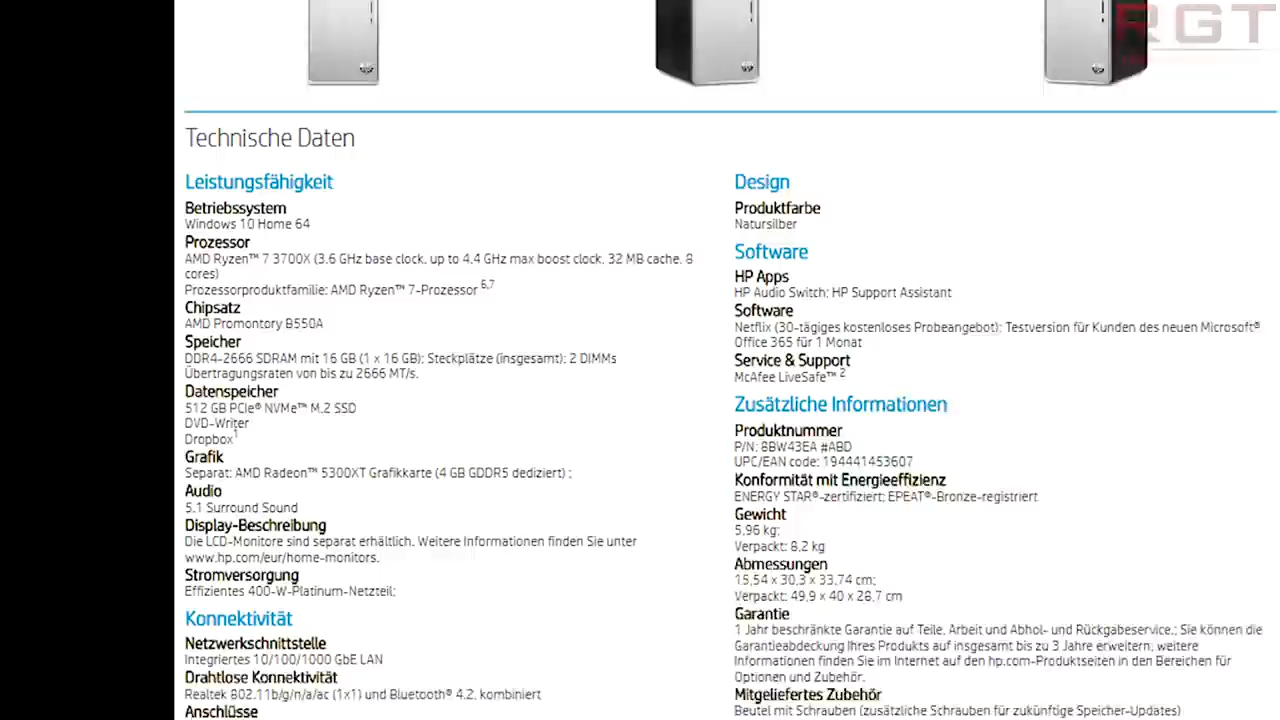 RGT
Technische Daten
Leistungsfähigkeit
Betriebssystem
Windows 10 Home 64
Prozessor
AMD Ryzen™ 7 3700X (3.6 GHz base clock, up to 4.4 GHz max boost clock, 32 MB cache, 8
cores)
Prozessorproduktfamilie: AMD Ryzen™ 7-Prozessor 6,7
Chipsatz
AMD Promontory B550A
Speicher
DDR4-2666 SDRAM mit 16 GB (1 x 16 GB); Steckplätze (insgesamt): 2 DIMMs
Übertragungsraten von bis zu 2666 MT/s.
Datenspeicher
512 GB PCIe® NVMe™ M.2 SSD
DVD-Writer
Dropbox1
Grafik
Separat: AMD Radeon™ 5300XT Grafikkarte (4 GB GDDR5 dediziert) ;
Audio
5.1 Surround Sound
Display-Beschreibung
Die LCD-Monitore sind separat erhältlich. Weitere Informationen finden Sie unter
www.hp.com/eur/home-monitors.
Stromversorgung
Effizientes 400-W-Platinum-Netzteil;
Konnektivität
Netzwerkschnittstelle
Integriertes 10/100/1000 GbE LAN
Drahtlose Konnektivität
Realtek 802.11b/g/n/a/ac (1x1) und Bluetooth® 4.2, kombiniert
Anschlüsse
Design
Produktfarbe
Natursilber
Software
HP Apps
HP Audio Switch; HP Support Assistant
Software
Netflix (30-tägiges kostenloses Probeangebot); Testversion für Kunden des neuen Microsoft®
Office 365 für 1 Monat
Service & Support
McAfee LiveSafe™ 2
Zusätzliche Informationen
Produktnummer
P/N: 8BW43EA #ABD
UPC/EAN code: 194441453607
Konformität mit Energieeffizienz
ENERGY STAR®-zertifiziert; EPEAT®-Bronze-registriert
Gewicht
5,96 kg;
Verpackt: 8,2 kg
Abmessungen
15,54 x 30,3 x 33,74 cm;
Verpackt: 49,9 x 40 x 28,7 cm
Garantie
1 Jahr beschränkte Garantie auf Teile, Arbeit und Abhol- und Rückgabeservice.; Sie können die
Garantieabdeckung Ihres Produkts auf insgesamt bis zu 3 Jahre erweitern; weitere
Informationen finden Sie im Internet auf den hp.com-Produktseiten in den Bereichen für
Optionen und Zubehör.
Mitgeliefertes Zubehör
Beutel mit Schrauben (zusätzliche Schrauben für zukünftige Speicher-Updates)